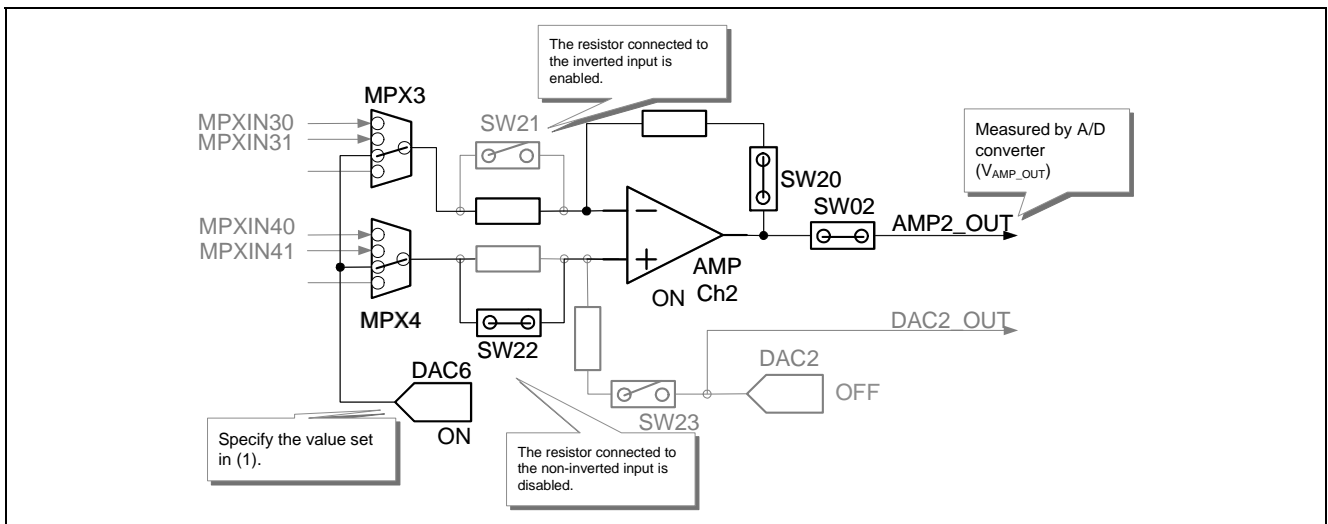 The resistor connected to
the inverted input is
enabled.
MPX3
MPXIN30
MPXIN31
SW21
Measured by A/D
converter
(VAMP_OUT)
SW20
SW02
AMP2_OUT
MPXIN40
MPXIN41
AMP
Ch2
ON
MPX4
SW22
DAC2_OUT
DAC6
DAC2
OFF
SW23
ON
Specify the value set
in (1).
The resistor connected to
the non-inverted input is
disabled.